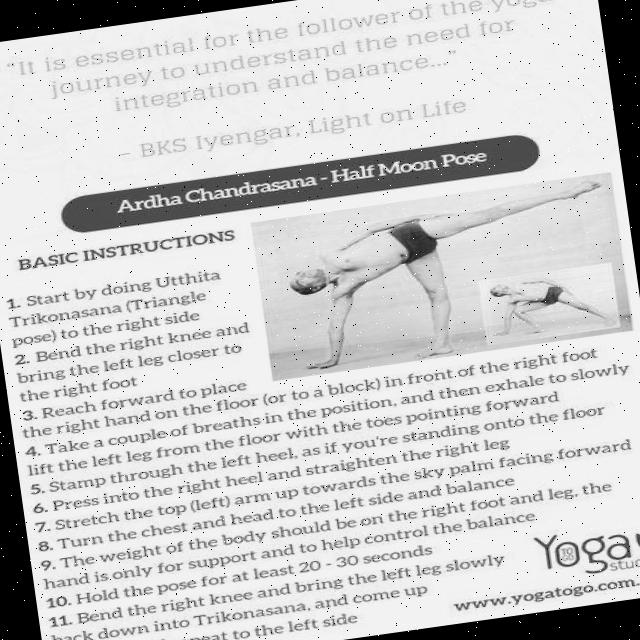 "It is essential for the follower of the yoga
journey to understand the need for
integration and balance..."
– BKS Iyengar, Light on Life
Ardha Chandrasana - Half Moon Pose
BASIC INSTRUCTIONS
1. Start by doing Utthita
Trikonasana (Triangle
pose) to the right side
2. Bend the right knee and
bring the left leg closer to
the right foot
3. Reach forward to place
the right hand on the floor (or to a block) in front of the right foot
4. Take a couple of breaths in the position, and then exhale to slowly
lift the left leg from the floor with the toes pointing forward
5. Stamp through the left heel, as if you're standing onto the floor
6. Press into the right heel and straighten the right leg
7. Stretch the top (left) arm up towards the sky palm facing forward
8. Turn the chest and head to the left side and balance
9. The weight of the body should be on the right foot and leg, the
hand is only for support and to help control the balance
10. Hold the pose for at least 20 - 30 seconds
11. Bend the right knee and bring the left leg slowly
back down into Trikonasana, and come up
to the left side
Yoga
TO GO
www.yogatogo.com